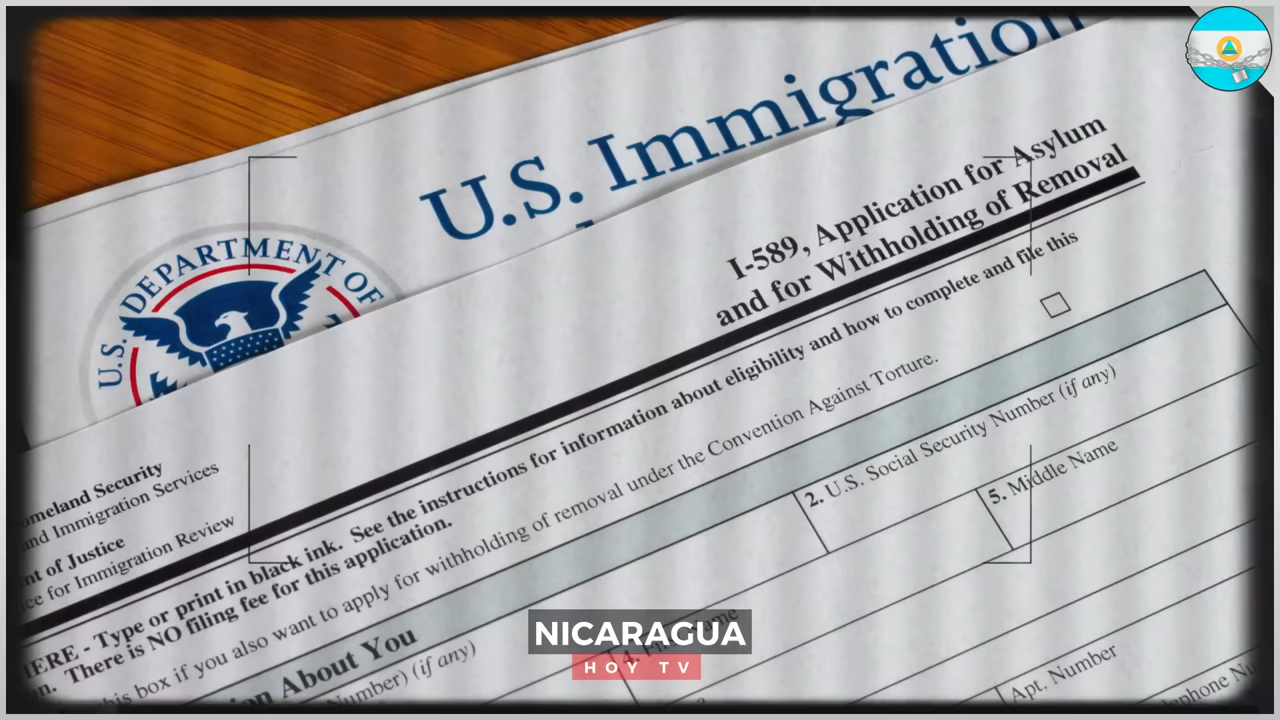 U.S. Immigration
U.S. DEPARTMENT OF
I-589, Application for Asylum
and for Withholding of Removal
omeland Security
and Immigration Services
nt of Justice
ce for Immigration Review
HERE - Type or print in black ink. See the instructions for information about eligibility and how to complete and file this
n. There is NO filing fee for this application.
his box if you also want to apply for withholding of removal under the Convention Against Torture.
on About You
2. U.S. Social Security Number (if any)
Number) (if any)
4.
5. Middle Name
Apt. Number
NICARAGUA
HOY TV